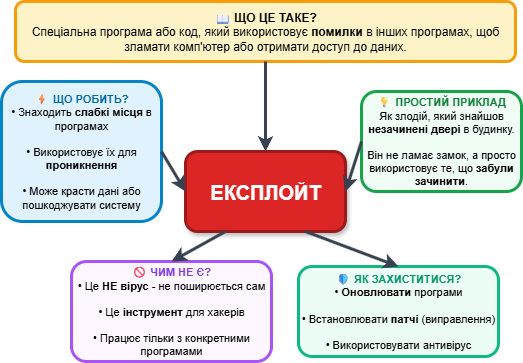 📖 ЩО ЦЕ ТАКЕ?
Спеціальна програма або код, який використовує помилки в інших програмах, щоб
зламати комп'ютер або отримати доступ до даних.
⚡ ЩО РОБИТЬ?
• Знаходить слабкі місця в
програмах
• Використовує їх для
проникнення
• Може красти дані або
пошкоджувати систему
💡 ПРОСТИЙ ПРИКЛАД
Як злодій, який знайшов
незачинені двері в будинку.
Він не ламає замок, а просто
використовує те, що забули
зачинити.
ЕКСПЛОЙТ
🚫 ЧИМ НЕ Є?
• Це НЕ вірус - не поширюється сам
• Це інструмент для хакерів
• Працює тільки з конкретними
програмами
🛡️ ЯК ЗАХИСТИТИСЯ?
• Оновлювати програми
• Встановлювати патчі (виправлення)
• Використовувати антивірус